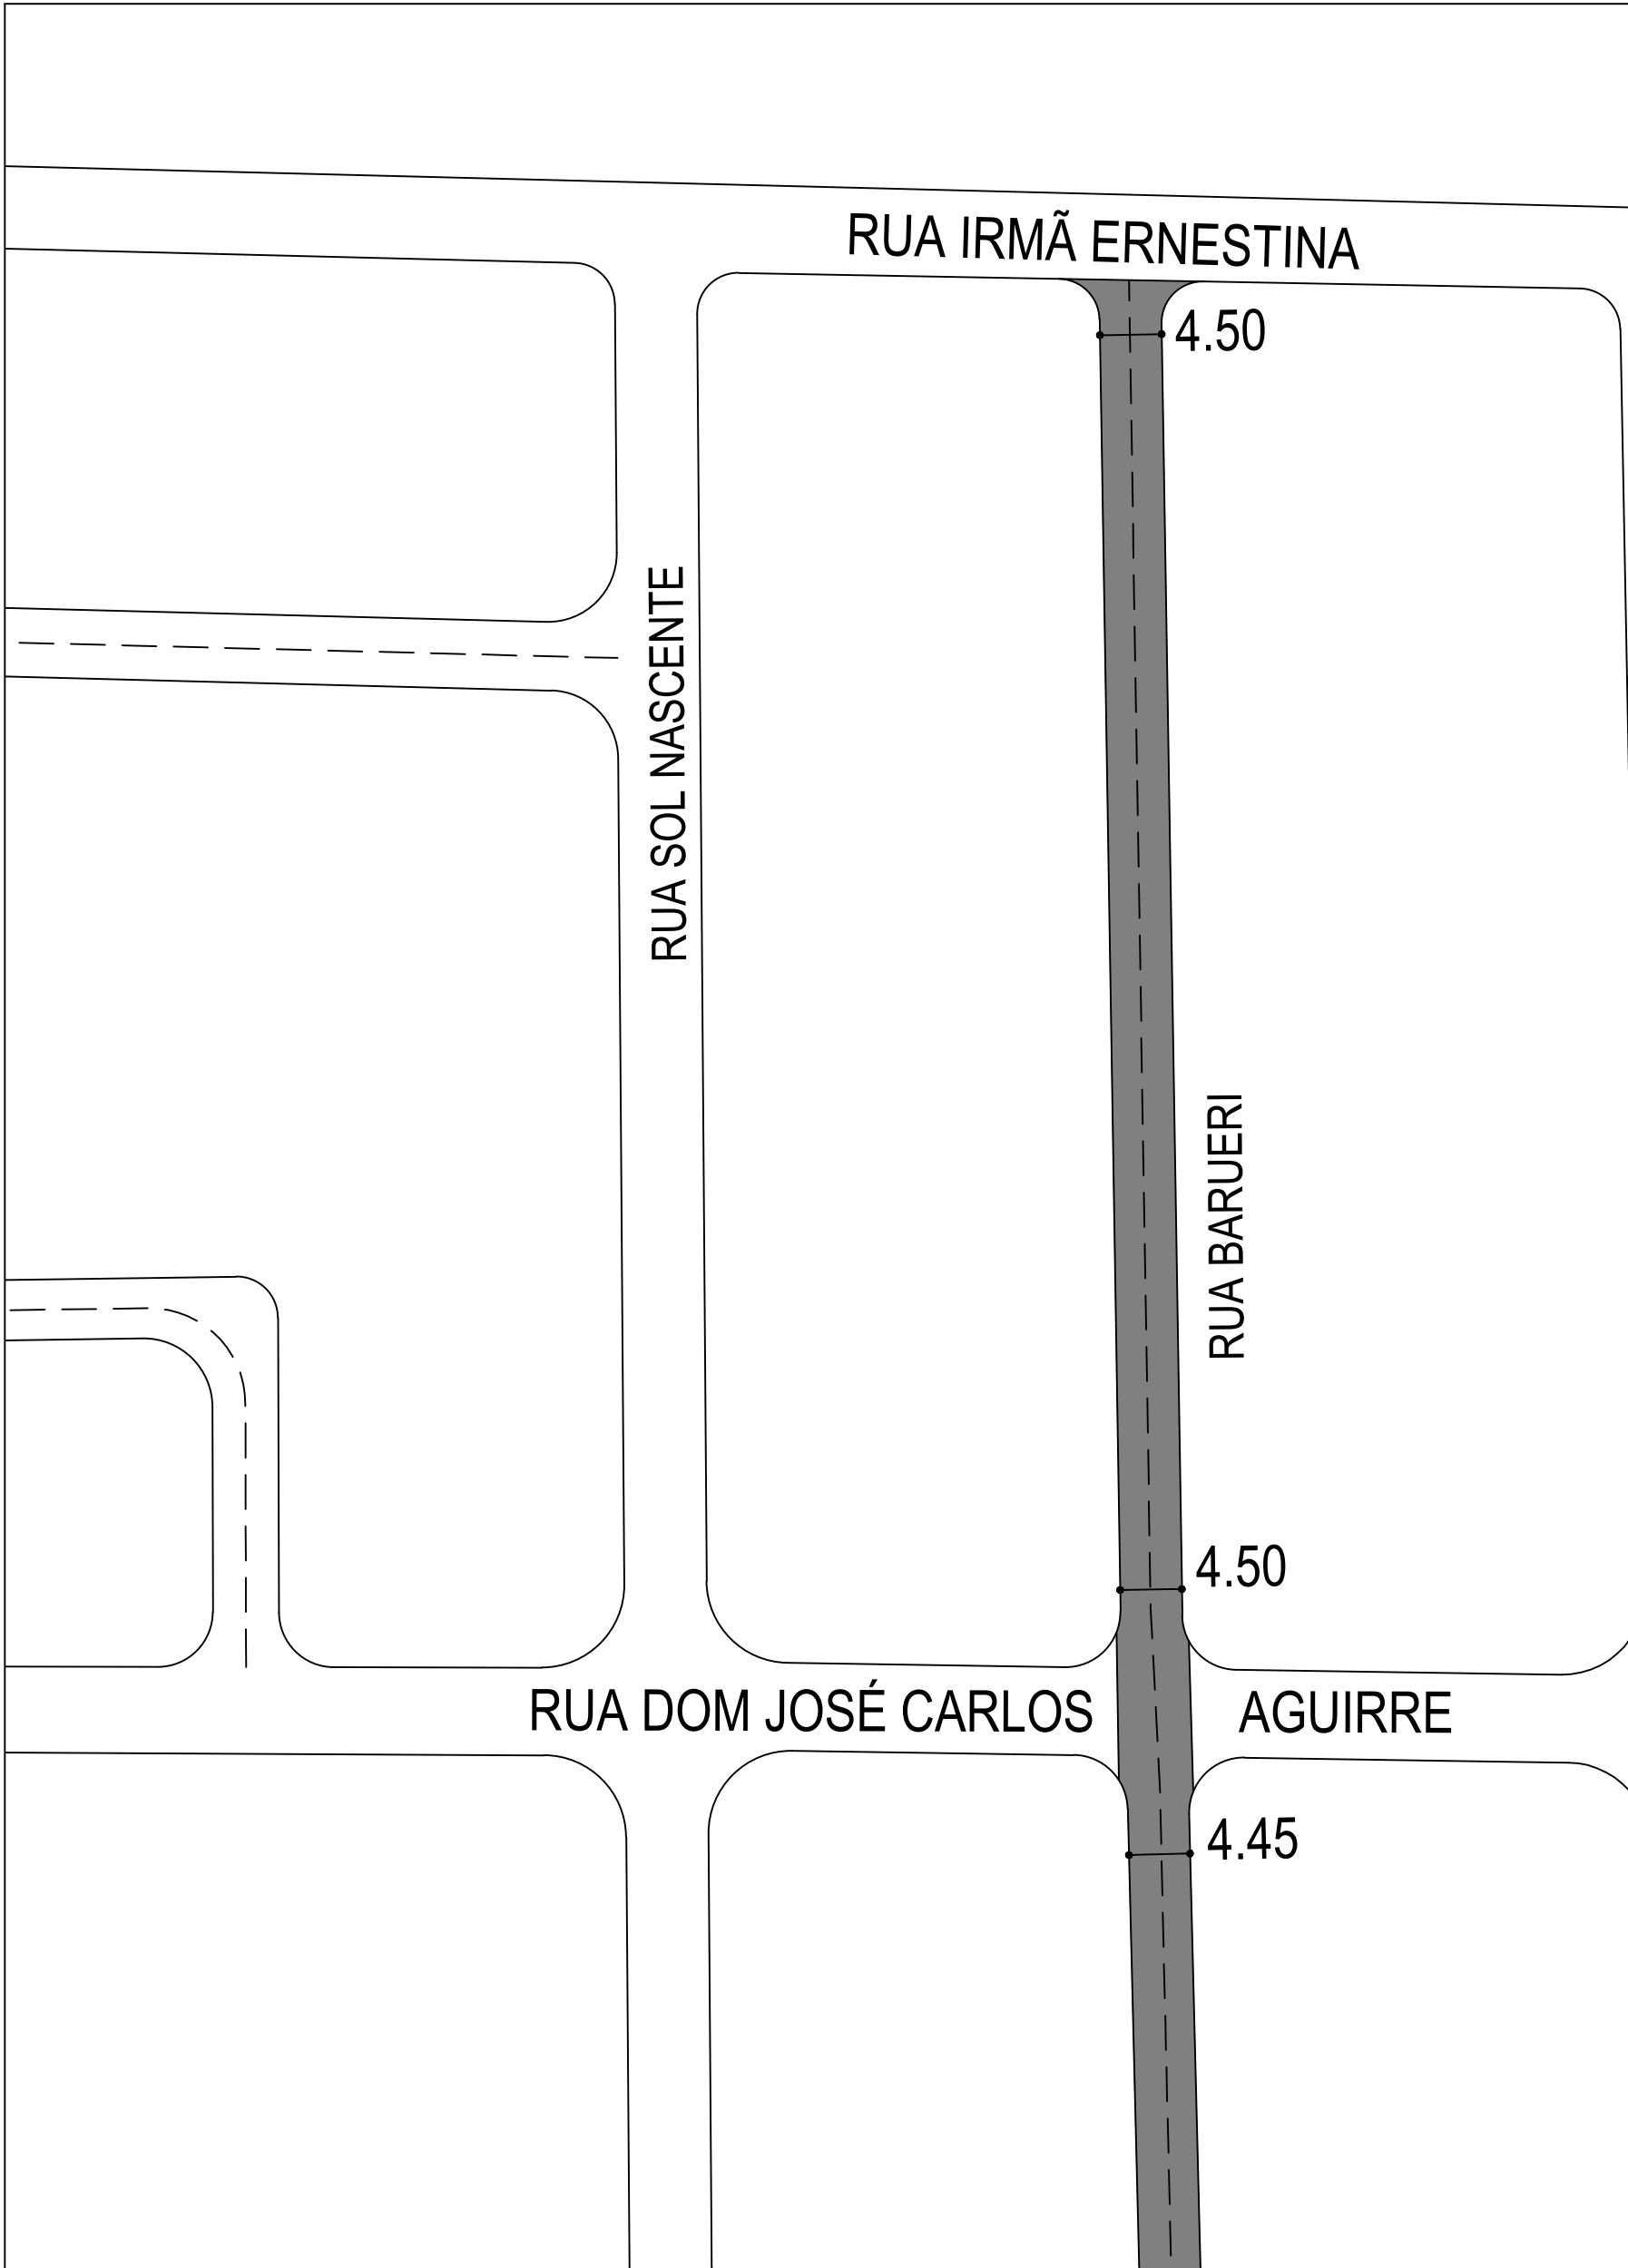 RUA IRMÃ ERNESTINA
4.50
RUA SOL NASCENTE
RUA BARUERI
4.50
RUA DOM JOSÉ CARLOS AGUIRRE
4.45